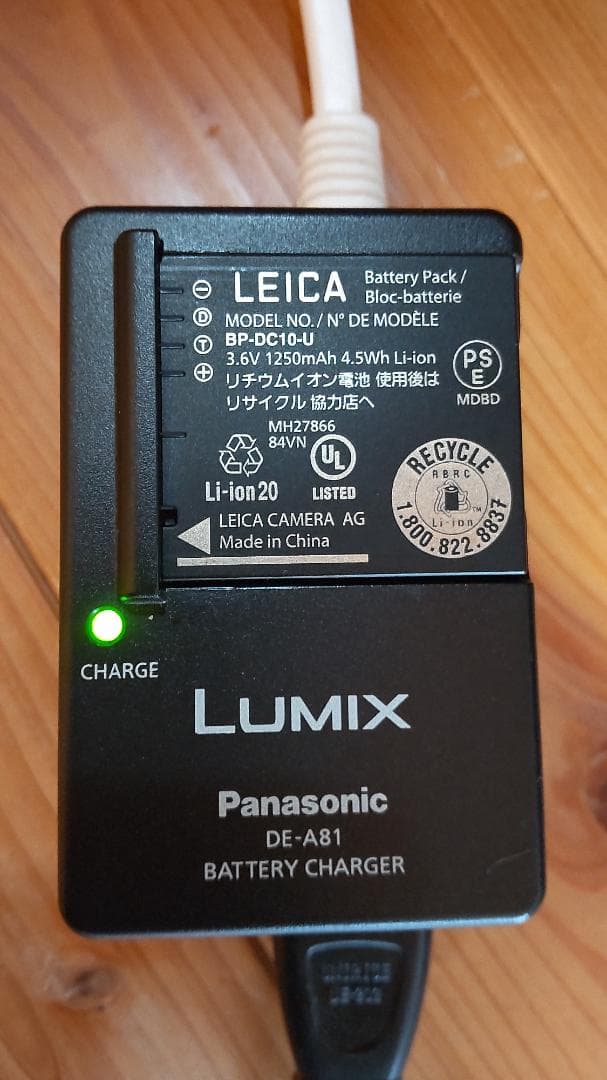 LEICA Battery Pack /
Bloc-batterie
⊖
Ⓓ MODEL NO. / N° DE MODÈLE
Ⓣ BP-DC10-U
⊕ 3.6V 1250mAh 4.5Wh Li-ion
リチウムイオン電池 使用後は
リサイクル 協力店へ
PS
E
MDBD
MH27866
84VN
UL
Li-ion20 LISTED
RECYCLE
RBRC
Li-ion
TM
1.800.822.8837
LEICA CAMERA AG
Made in China
CHARGE
LUMIX
Panasonic
DE-A81
BATTERY CHARGER